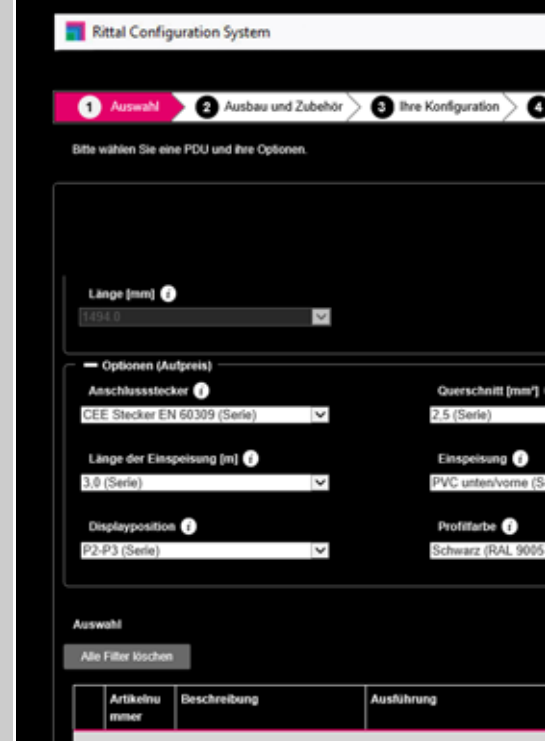 Rittal Configuration System
1 Auswahl 2 Ausbau und Zubehör 3 Ihre Konfiguration 4
Bitte wählen Sie eine PDU und ihre Optionen.
Länge [mm] i
1494.0
Optionen (Aufpreis)
Anschlussstecker i Querschnitt [mm²]
CEE Stecker EN 60309 (Serie) 2,5 (Serie)
Länge der Einspeisung [m] i Einspeisung i
3,0 (Serie) PVC unten/vorne (S
Displayposition i Profilfarbe i
P2-P3 (Serie) Schwarz (RAL 9005
Auswahl
Alle Filter löschen
Artikelnu Beschreibung Ausführung
mmer